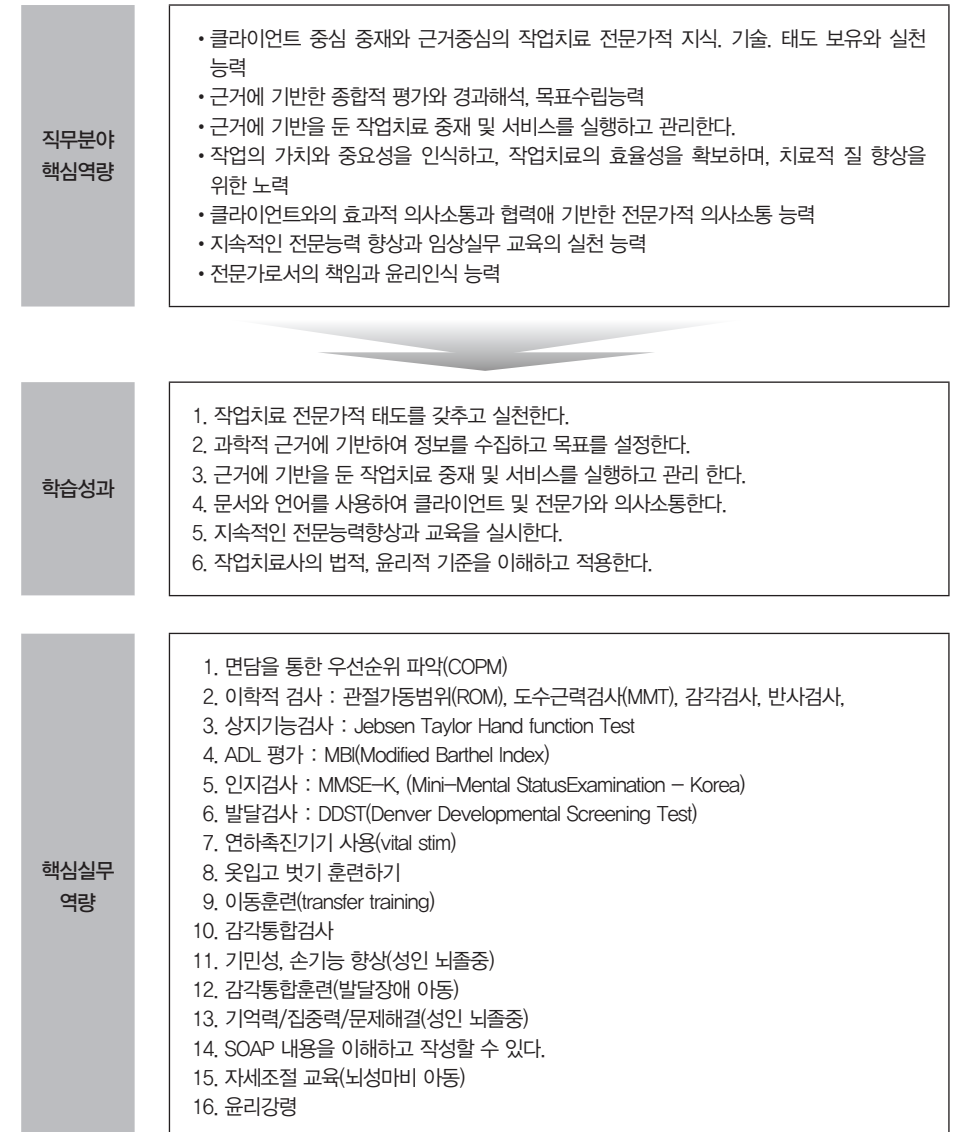 직무분야
핵심역량
•클라이언트 중심 중재와 근거중심의 작업치료 전문가적 지식. 기술. 태도 보유와 실천
능력
•근거에 기반한 종합적 평가와 경과해석, 목표수립능력
•근거에 기반을 둔 작업치료 중재 및 서비스를 실행하고 관리한다.
•작업의 가치와 중요성을 인식하고, 작업치료의 효율성을 확보하며, 치료적 질 향상을
위한 노력
•클라이언트와의 효과적 의사소통과 협력애 기반한 전문가적 의사소통 능력
•지속적인 전문능력 향상과 임상실무 교육의 실천 능력
•전문가로서의 책임과 윤리인식 능력
학습성과
1. 작업치료 전문가적 태도를 갖추고 실천한다.
2. 과학적 근거에 기반하여 정보를 수집하고 목표를 설정한다.
3. 근거에 기반을 둔 작업치료 중재 및 서비스를 실행하고 관리 한다.
4. 문서와 언어를 사용하여 클라이언트 및 전문가와 의사소통한다.
5. 지속적인 전문능력향상과 교육을 실시한다.
6. 작업치료사의 법적, 윤리적 기준을 이해하고 적용한다.
핵심실무
역량
1. 면담을 통한 우선순위 파악(COPM)
2. 이학적 검사 : 관절가동범위(ROM), 도수근력검사(MMT), 감각검사, 반사검사,
3. 상지기능검사 : Jebsen Taylor Hand function Test
4. ADL 평가 : MBI(Modified Barthel Index)
5. 인지검사 : MMSE-K, (Mini-Mental StatusExamination - Korea)
6. 발달검사 : DDST(Denver Developmental Screening Test)
7. 연하촉진기기 사용(vital stim)
8. 옷입고 벗기 훈련하기
9. 이동훈련(transfer training)
10. 감각통합검사
11. 기민성, 손기능 향상(성인 뇌졸중)
12. 감각통합훈련(발달장애 아동)
13. 기억력/집중력/문제해결(성인 뇌졸중)
14. SOAP 내용을 이해하고 작성할 수 있다.
15. 자세조절 교육(뇌성마비 아동)
16. 윤리강령